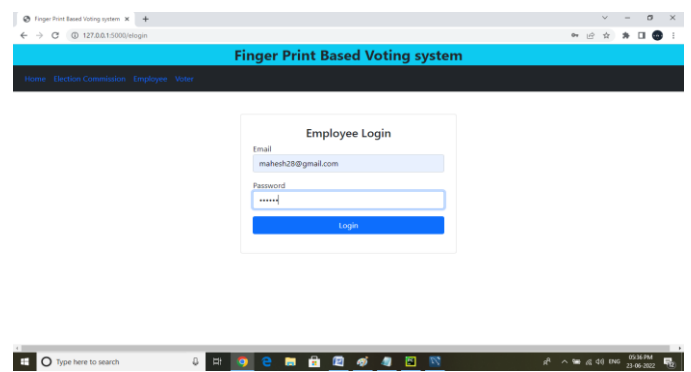 Finger Print Based Voting system
127.0.0.1:5000/elogin
Finger Print Based Voting system
Home Election Commission Employee Voter
Employee Login
Email
mahesh28@gmail.com
Password
••••••
Login
Type here to search
ENG
05:36 PM
23-06-2022